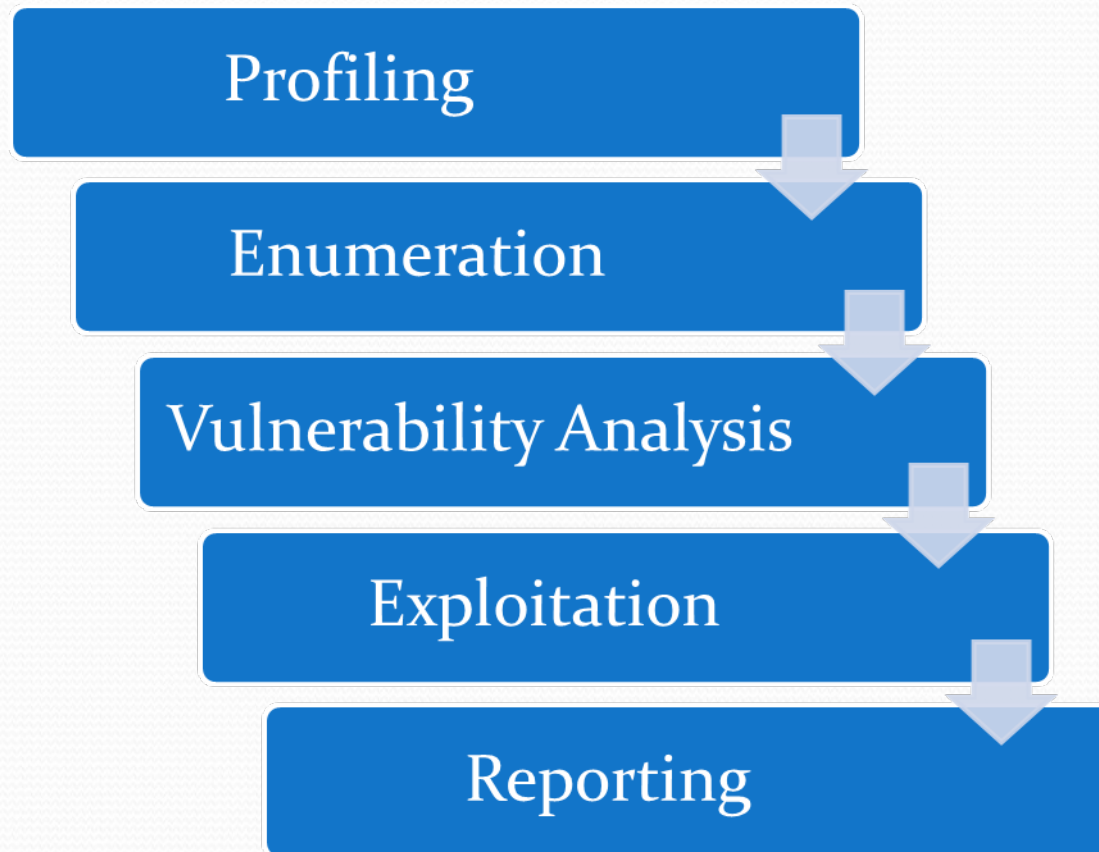 Profiling
Enumeration
Vulnerability Analysis
Exploitation
Reporting